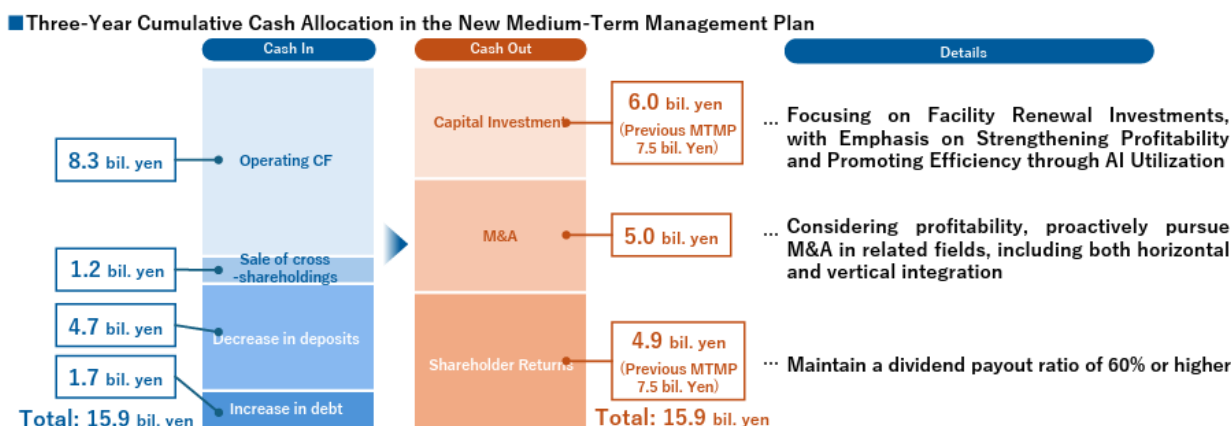 ■Three-Year Cumulative Cash Allocation in the New Medium-Term Management Plan
Cash In
Cash Out
Details
8.3 bil. yen
Operating CF
1.2 bil. yen
Sale of cross
-shareholdings
4.7 bil. yen
Decrease in deposits
1.7 bil. yen
Increase in debt
Total: 15.9 bil. yen
Capital Investment
6.0 bil. yen
(Previous MTMP
7.5 bil. Yen)
... Focusing on Facility Renewal Investments,
with Emphasis on Strengthening Profitability
and Promoting Efficiency through AI Utilization
M&A
5.0 bil. yen
... Considering profitability, proactively pursue
M&A in related fields, including both horizontal
and vertical integration
Shareholder Returns
4.9 bil. yen
(Previous MTMP
7.5 bil. Yen)
... Maintain a dividend payout ratio of 60% or higher
Total: 15.9 bil. yen